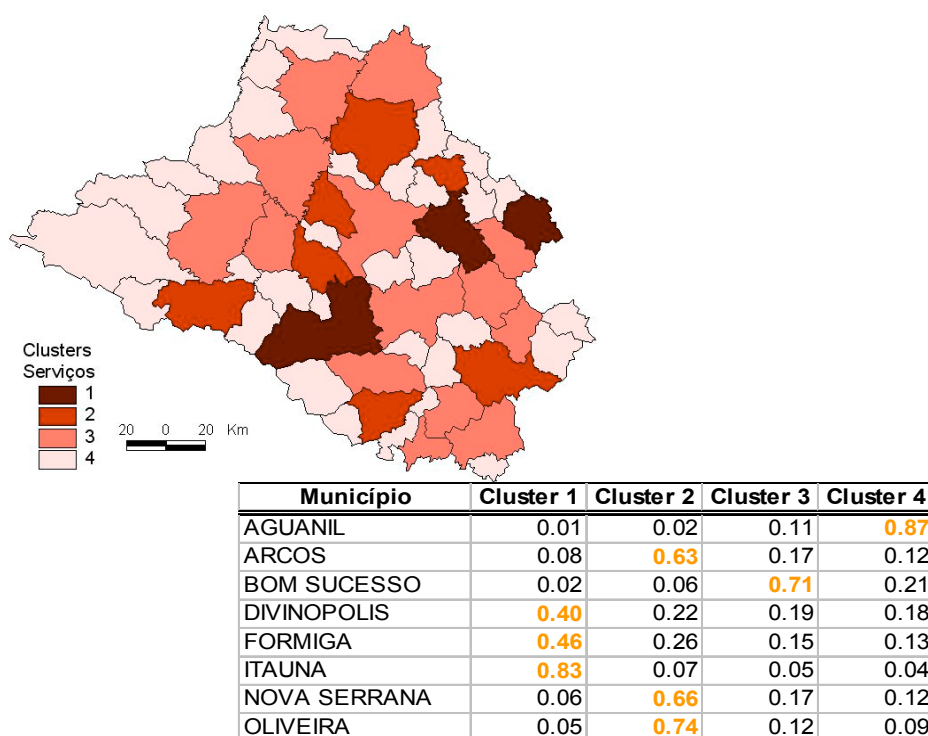 Clusters
Serviços
1
2
3
4
20 0 20 Km
Município Cluster 1 Cluster 2 Cluster 3 Cluster 4
AGUANIL 0.01 0.02 0.11 0.87
ARCOS 0.08 0.63 0.17 0.12
BOM SUCESSO 0.02 0.06 0.71 0.21
DIVINOPOLIS 0.40 0.22 0.19 0.18
FORMIGA 0.46 0.26 0.15 0.13
ITAUNA 0.83 0.07 0.05 0.04
NOVA SERRANA 0.06 0.66 0.17 0.12
OLIVEIRA 0.05 0.74 0.12 0.09